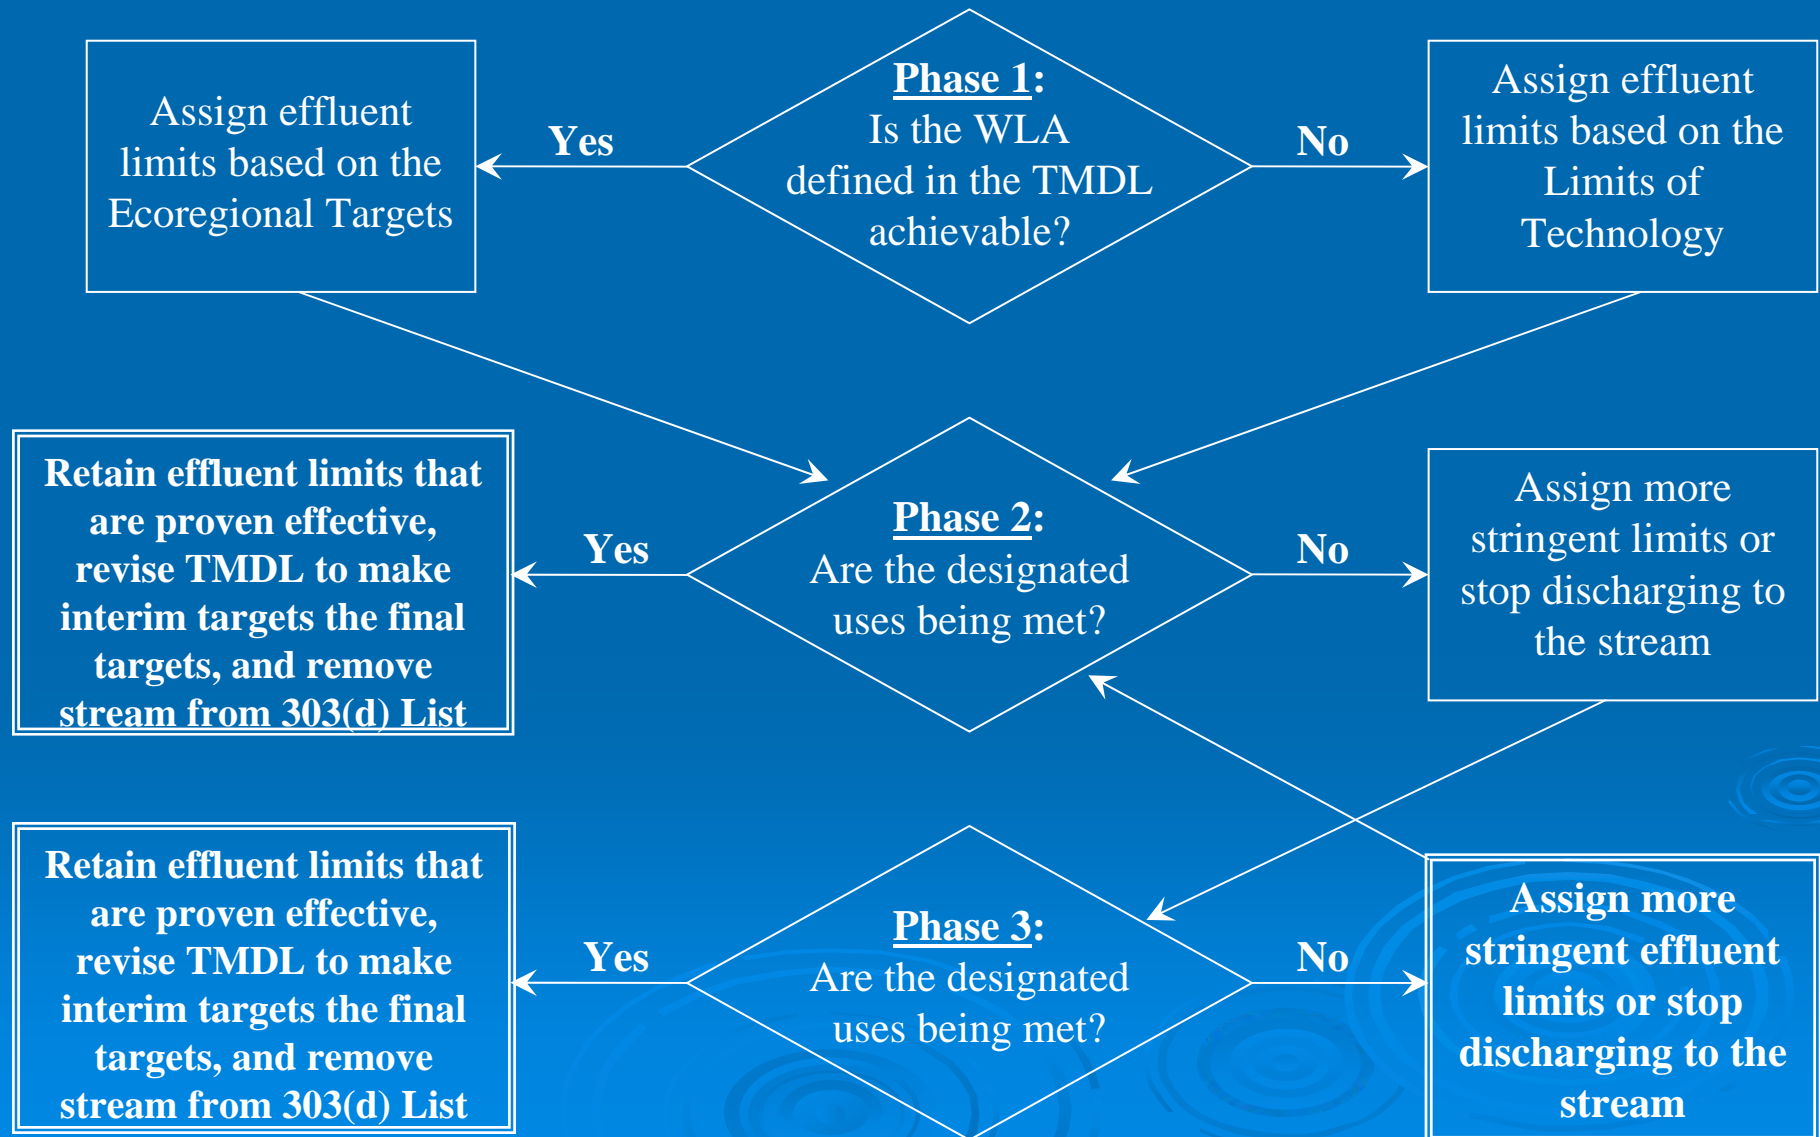 Assign effluent
limits based on the
Ecoregional Targets
Yes
Phase 1:
Is the WLA
defined in the TMDL
achievable?
No
Assign effluent
limits based on the
Limits of
Technology
Retain effluent limits that
are proven effective,
revise TMDL to make
interim targets the final
targets, and remove
stream from 303(d) List
Yes
Phase 2:
Are the designated
uses being met?
No
Assign more
stringent limits or
stop discharging to
the stream
Retain effluent limits that
are proven effective,
revise TMDL to make
interim targets the final
targets, and remove
stream from 303(d) List
Yes
Phase 3:
Are the designated
uses being met?
No
Assign more
stringent effluent
limits or stop
discharging to the
stream